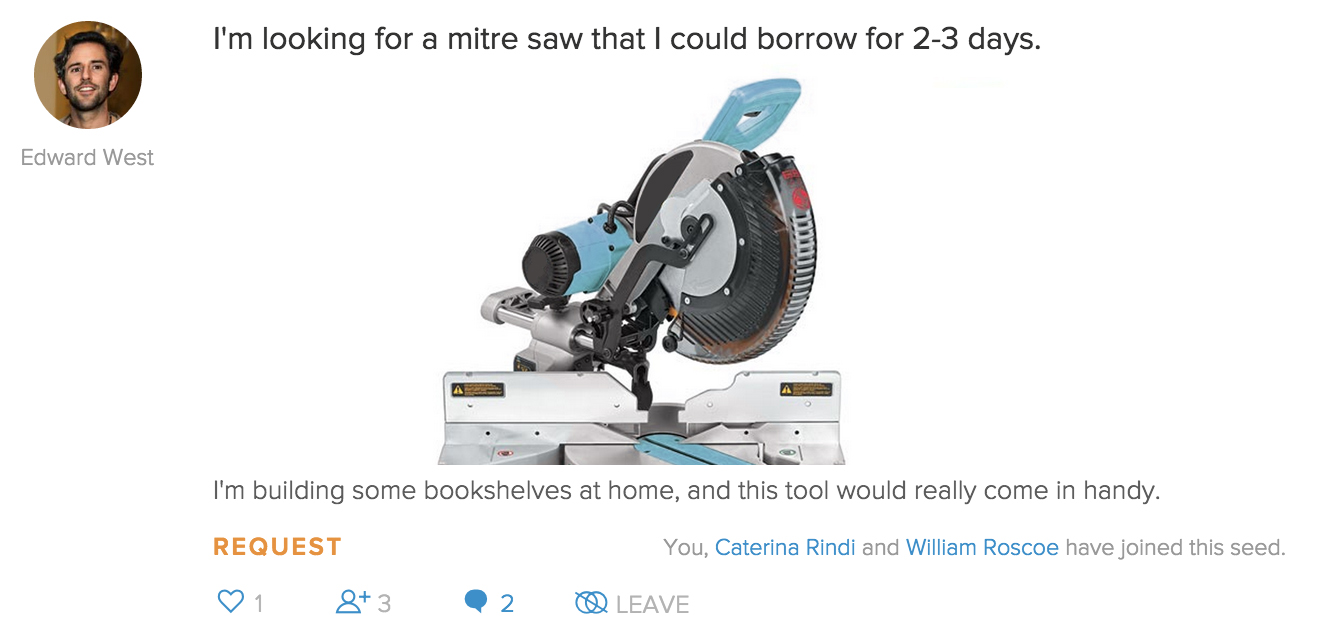 I'm looking for a mitre saw that I could borrow for 2-3 days.
Edward West
I'm building some bookshelves at home, and this tool would really come in handy.
REQUEST
You, Caterina Rindi and William Roscoe have joined this seed.
1
3
2
LEAVE